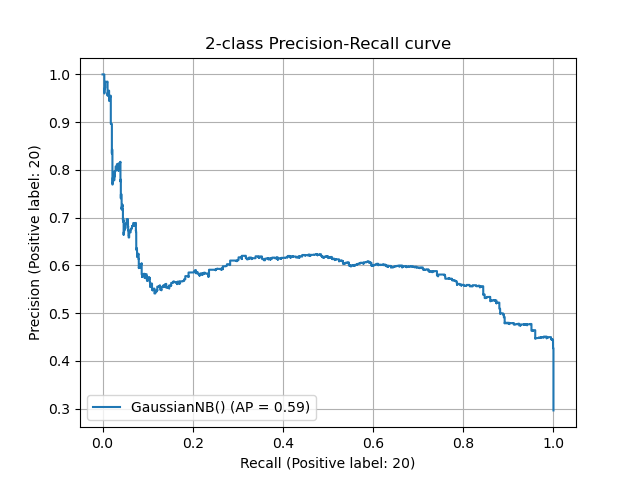 2-class Precision-Recall curve
1.0
0.9
0.8
0.7
0.6
0.5
0.4
0.3
Precision (Positive label: 20)
GaussianNB() (AP = 0.59)
0.0 0.2 0.4 0.6 0.8 1.0
Recall (Positive label: 20)